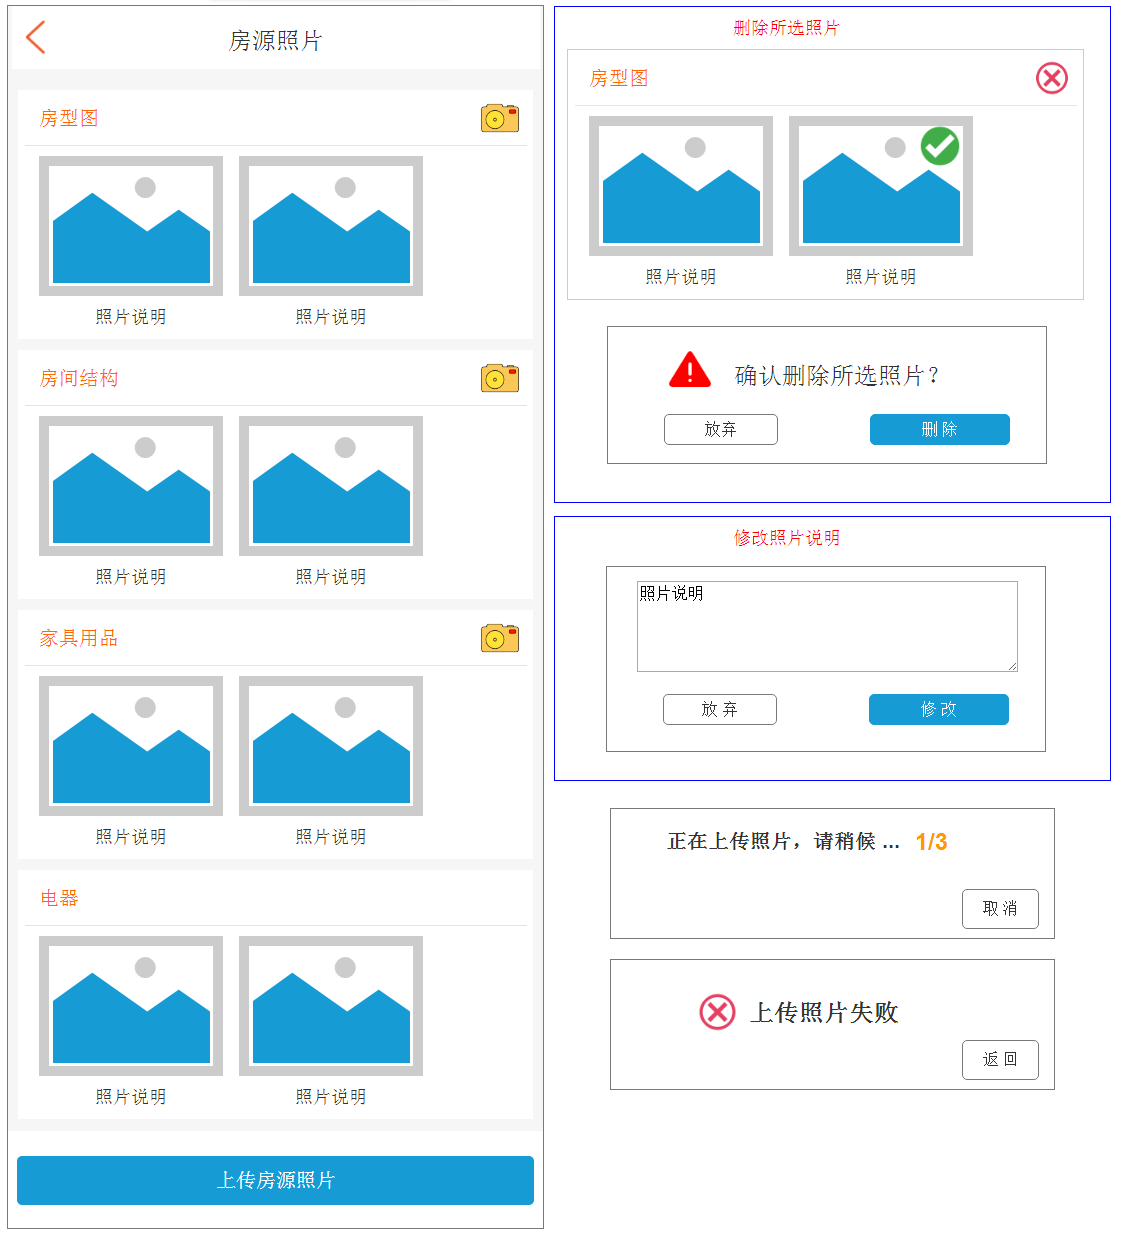 房源照片
房型图
照片说明 照片说明
房间结构
照片说明 照片说明
家具用品
照片说明 照片说明
电器
照片说明 照片说明
上传房源照片
删除所选照片
房型图
照片说明 照片说明
确认删除所选照片？
放弃 删 除
修改照片说明
照片说明
放 弃 修 改
正在上传照片，请稍候 ... 1/3
取 消
上传照片失败
返 回